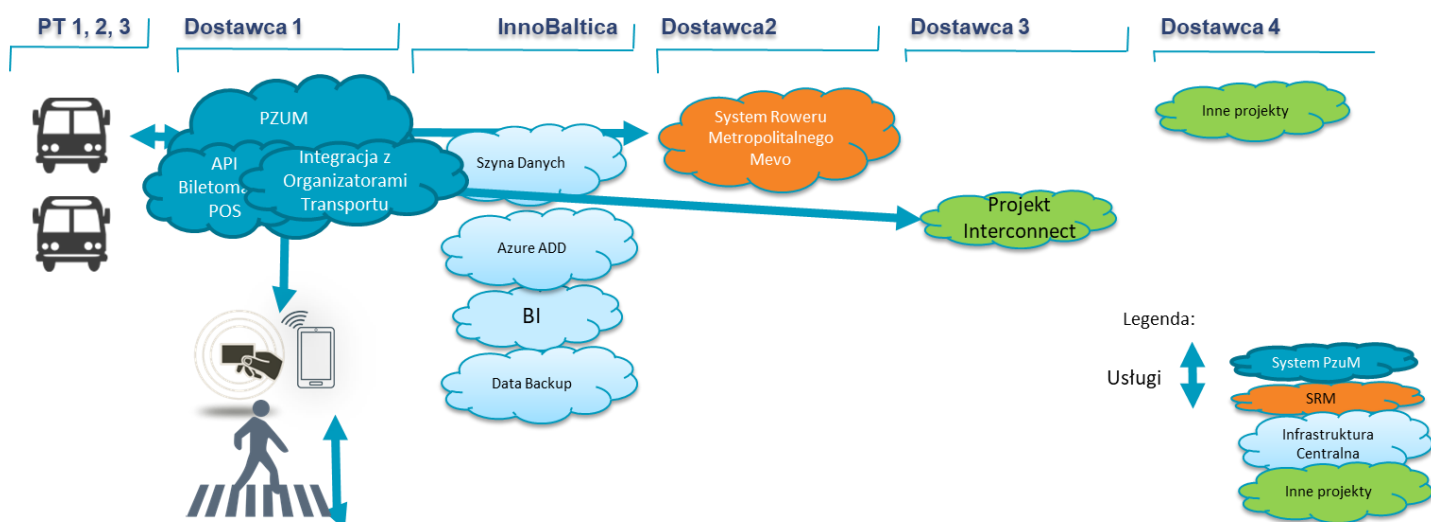 PT 1, 2, 3
Dostawca 1
InnoBaltica
Dostawca2
Dostawca 3
Dostawca 4
PZUM
API
Biletoma
POS
Integracja z
Organizatorami
Transportu
Szyna Danych
Azure ADD
BI
Data Backup
System Roweru
Metropolitalnego
Mevo
Projekt
Interconnect
Inne projekty
Legenda:
Usługi
System PzuM
SRM
Infrastruktura
Centralna
Inne projekty